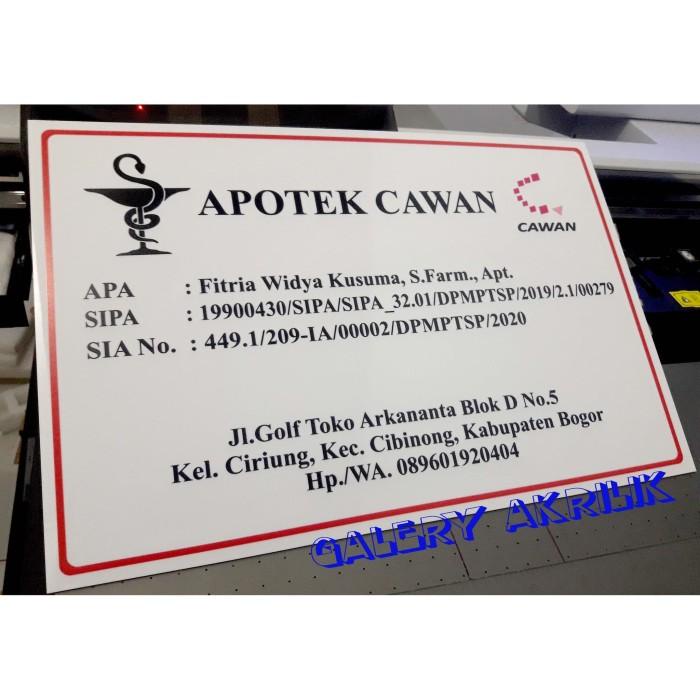 APOTEK CAWAN
CAWAN
APA : Fitria Widya Kusuma, S.Farm., Apt.
SIPA : 19900430/SIPA/SIPA_32.01/DPMPTSP/2019/2.1/00279
SIA No. : 449.1/209-IA/00002/DPMPTSP/2020
Jl.Golf Toko Arkananta Blok D No.5
Kel. Ciriung, Kec. Cibinong, Kabupaten Bogor
Hp./WA. 089601920404
GALERY AKRILIK